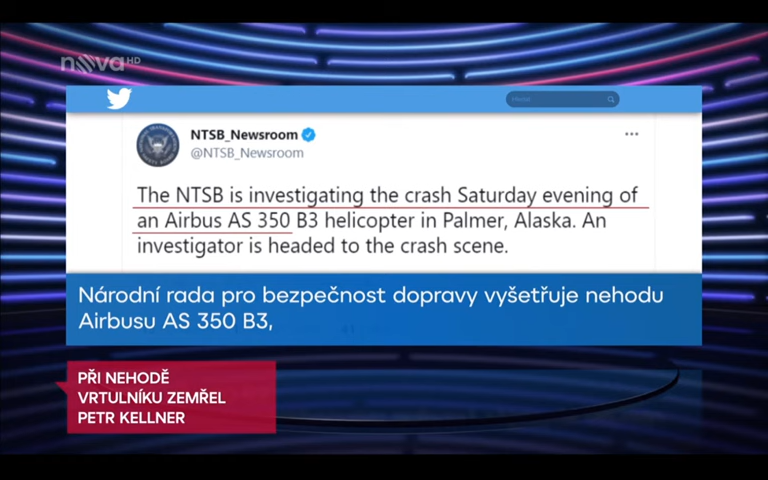 nova HD
NTSB_Newsroom
@NTSB_Newsroom
The NTSB is investigating the crash Saturday evening of
an Airbus AS 350 B3 helicopter in Palmer, Alaska. An
investigator is headed to the crash scene.
Národní rada pro bezpečnost dopravy vyšetřuje nehodu
Airbusu AS 350 B3,
PŘI NEHODĚ
VRTULNÍKU ZEMŘEL
PETR KELLNER